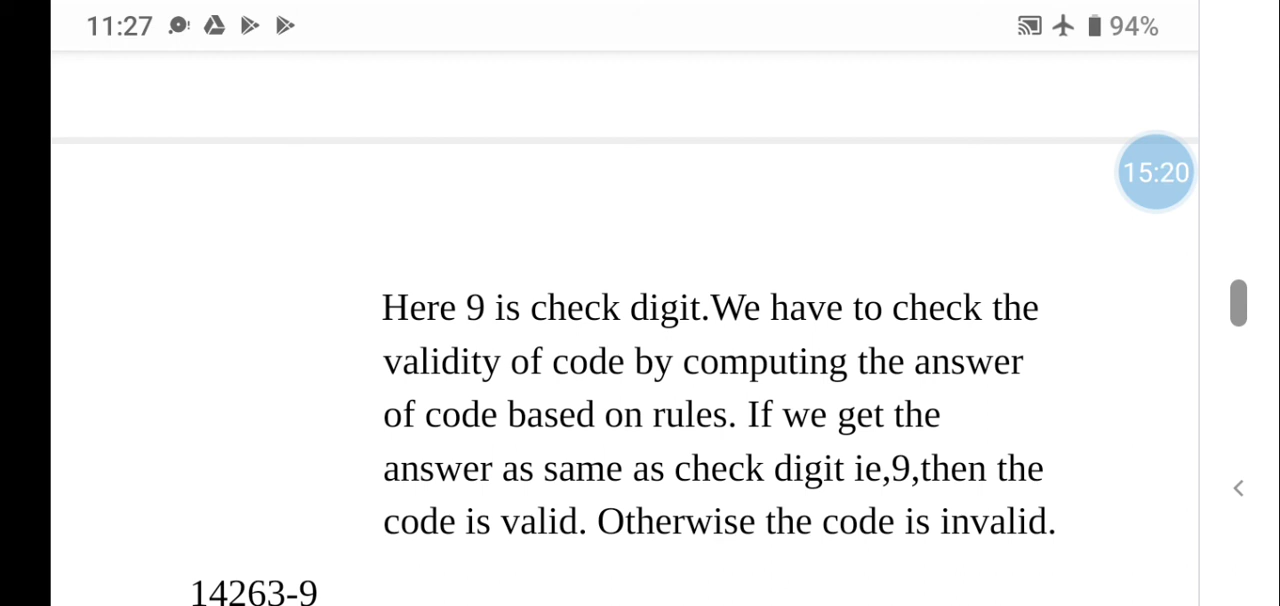 11:27 94%
15:20
Here 9 is check digit.We have to check the
validity of code by computing the answer
of code based on rules. If we get the
answer as same as check digit ie,9,then the
code is valid. Otherwise the code is invalid.
14263-9